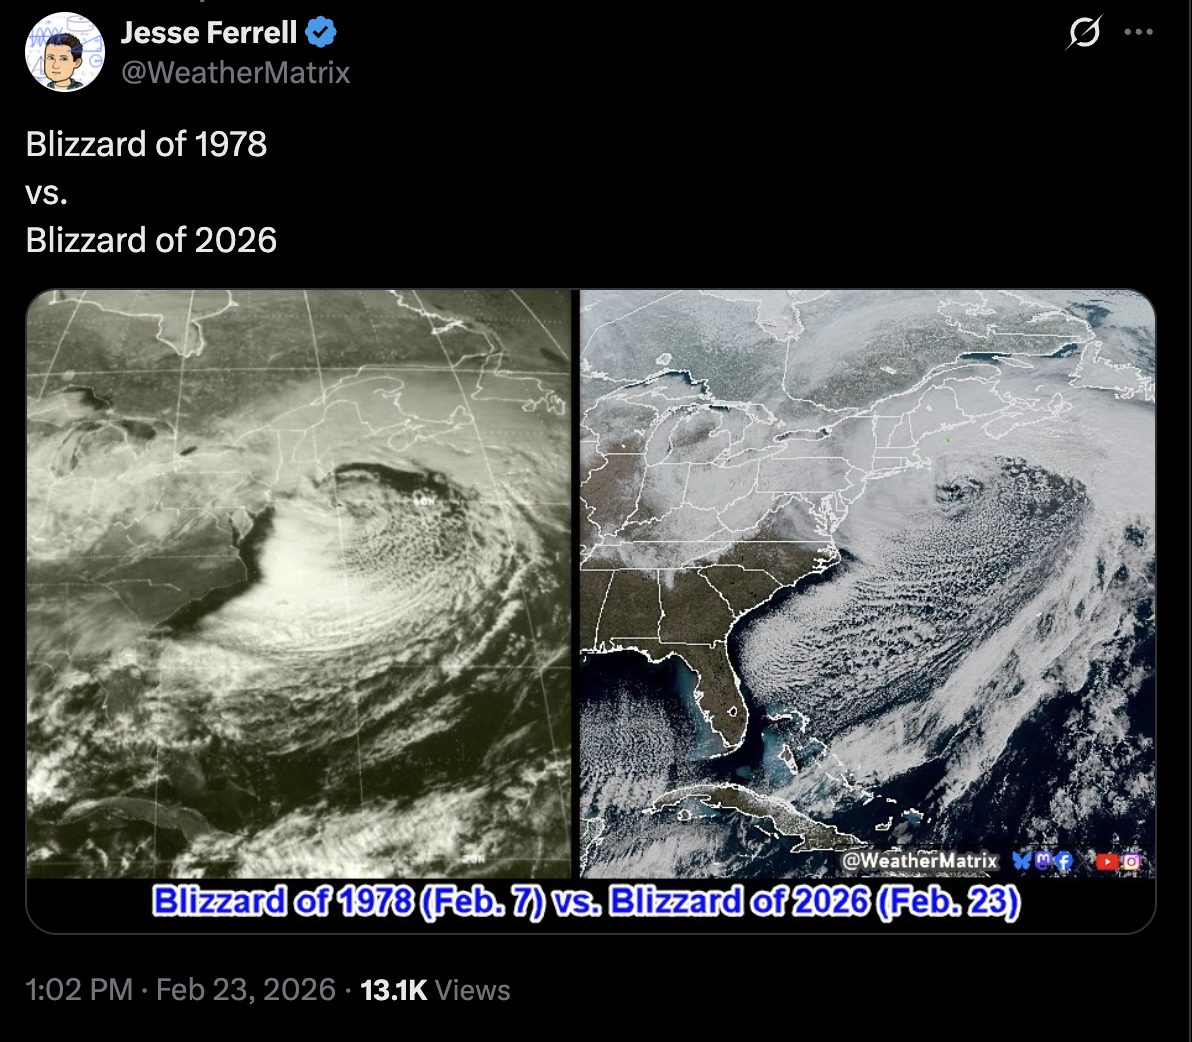 Jesse Ferrell
@WeatherMatrix
Blizzard of 1978
vs.
Blizzard of 2026
20N
@WeatherMatrix
Blizzard of 1978 (Feb. 7) vs. Blizzard of 2026 (Feb. 23)
1:02 PM · Feb 23, 2026 · 13.1K Views